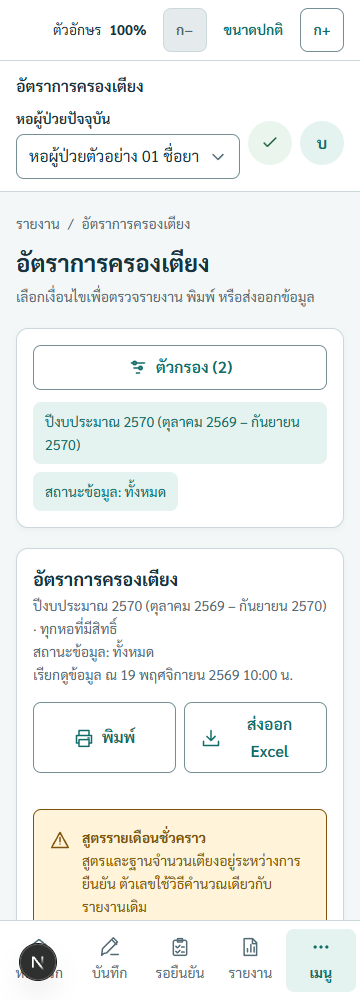 ตัวอักษร 100% ก− ขนาดปกติ ก+
อัตราการครองเตียง
หอผู้ป่วยปัจจุบัน
หอผู้ป่วยตัวอย่าง 01 ชื่อยา
บ
รายงาน / อัตราการครองเตียง
อัตราการครองเตียง
เลือกเงื่อนไขเพื่อตรวจรายงาน พิมพ์ หรือส่งออกข้อมูล
ตัวกรอง (2)
ปีงบประมาณ 2570 (ตุลาคม 2569 – กันยายน
2570)
สถานะข้อมูล: ทั้งหมด
อัตราการครองเตียง
ปีงบประมาณ 2570 (ตุลาคม 2569 – กันยายน 2570)
· ทุกหอที่มีสิทธิ์
สถานะข้อมูล: ทั้งหมด
เรียกดูข้อมูล ณ 19 พฤศจิกายน 2569 10:00 น.
พิมพ์
ส่งออก
Excel
สูตรรายเดือนชั่วคราว
สูตรและฐานจำนวนเตียงอยู่ระหว่างการ
ยืนยัน ตัวเลขใช้วิธีคำนวณเดียวกับ
รายงานเดิม
N
บันทึก รอยืนยัน รายงาน เมนู